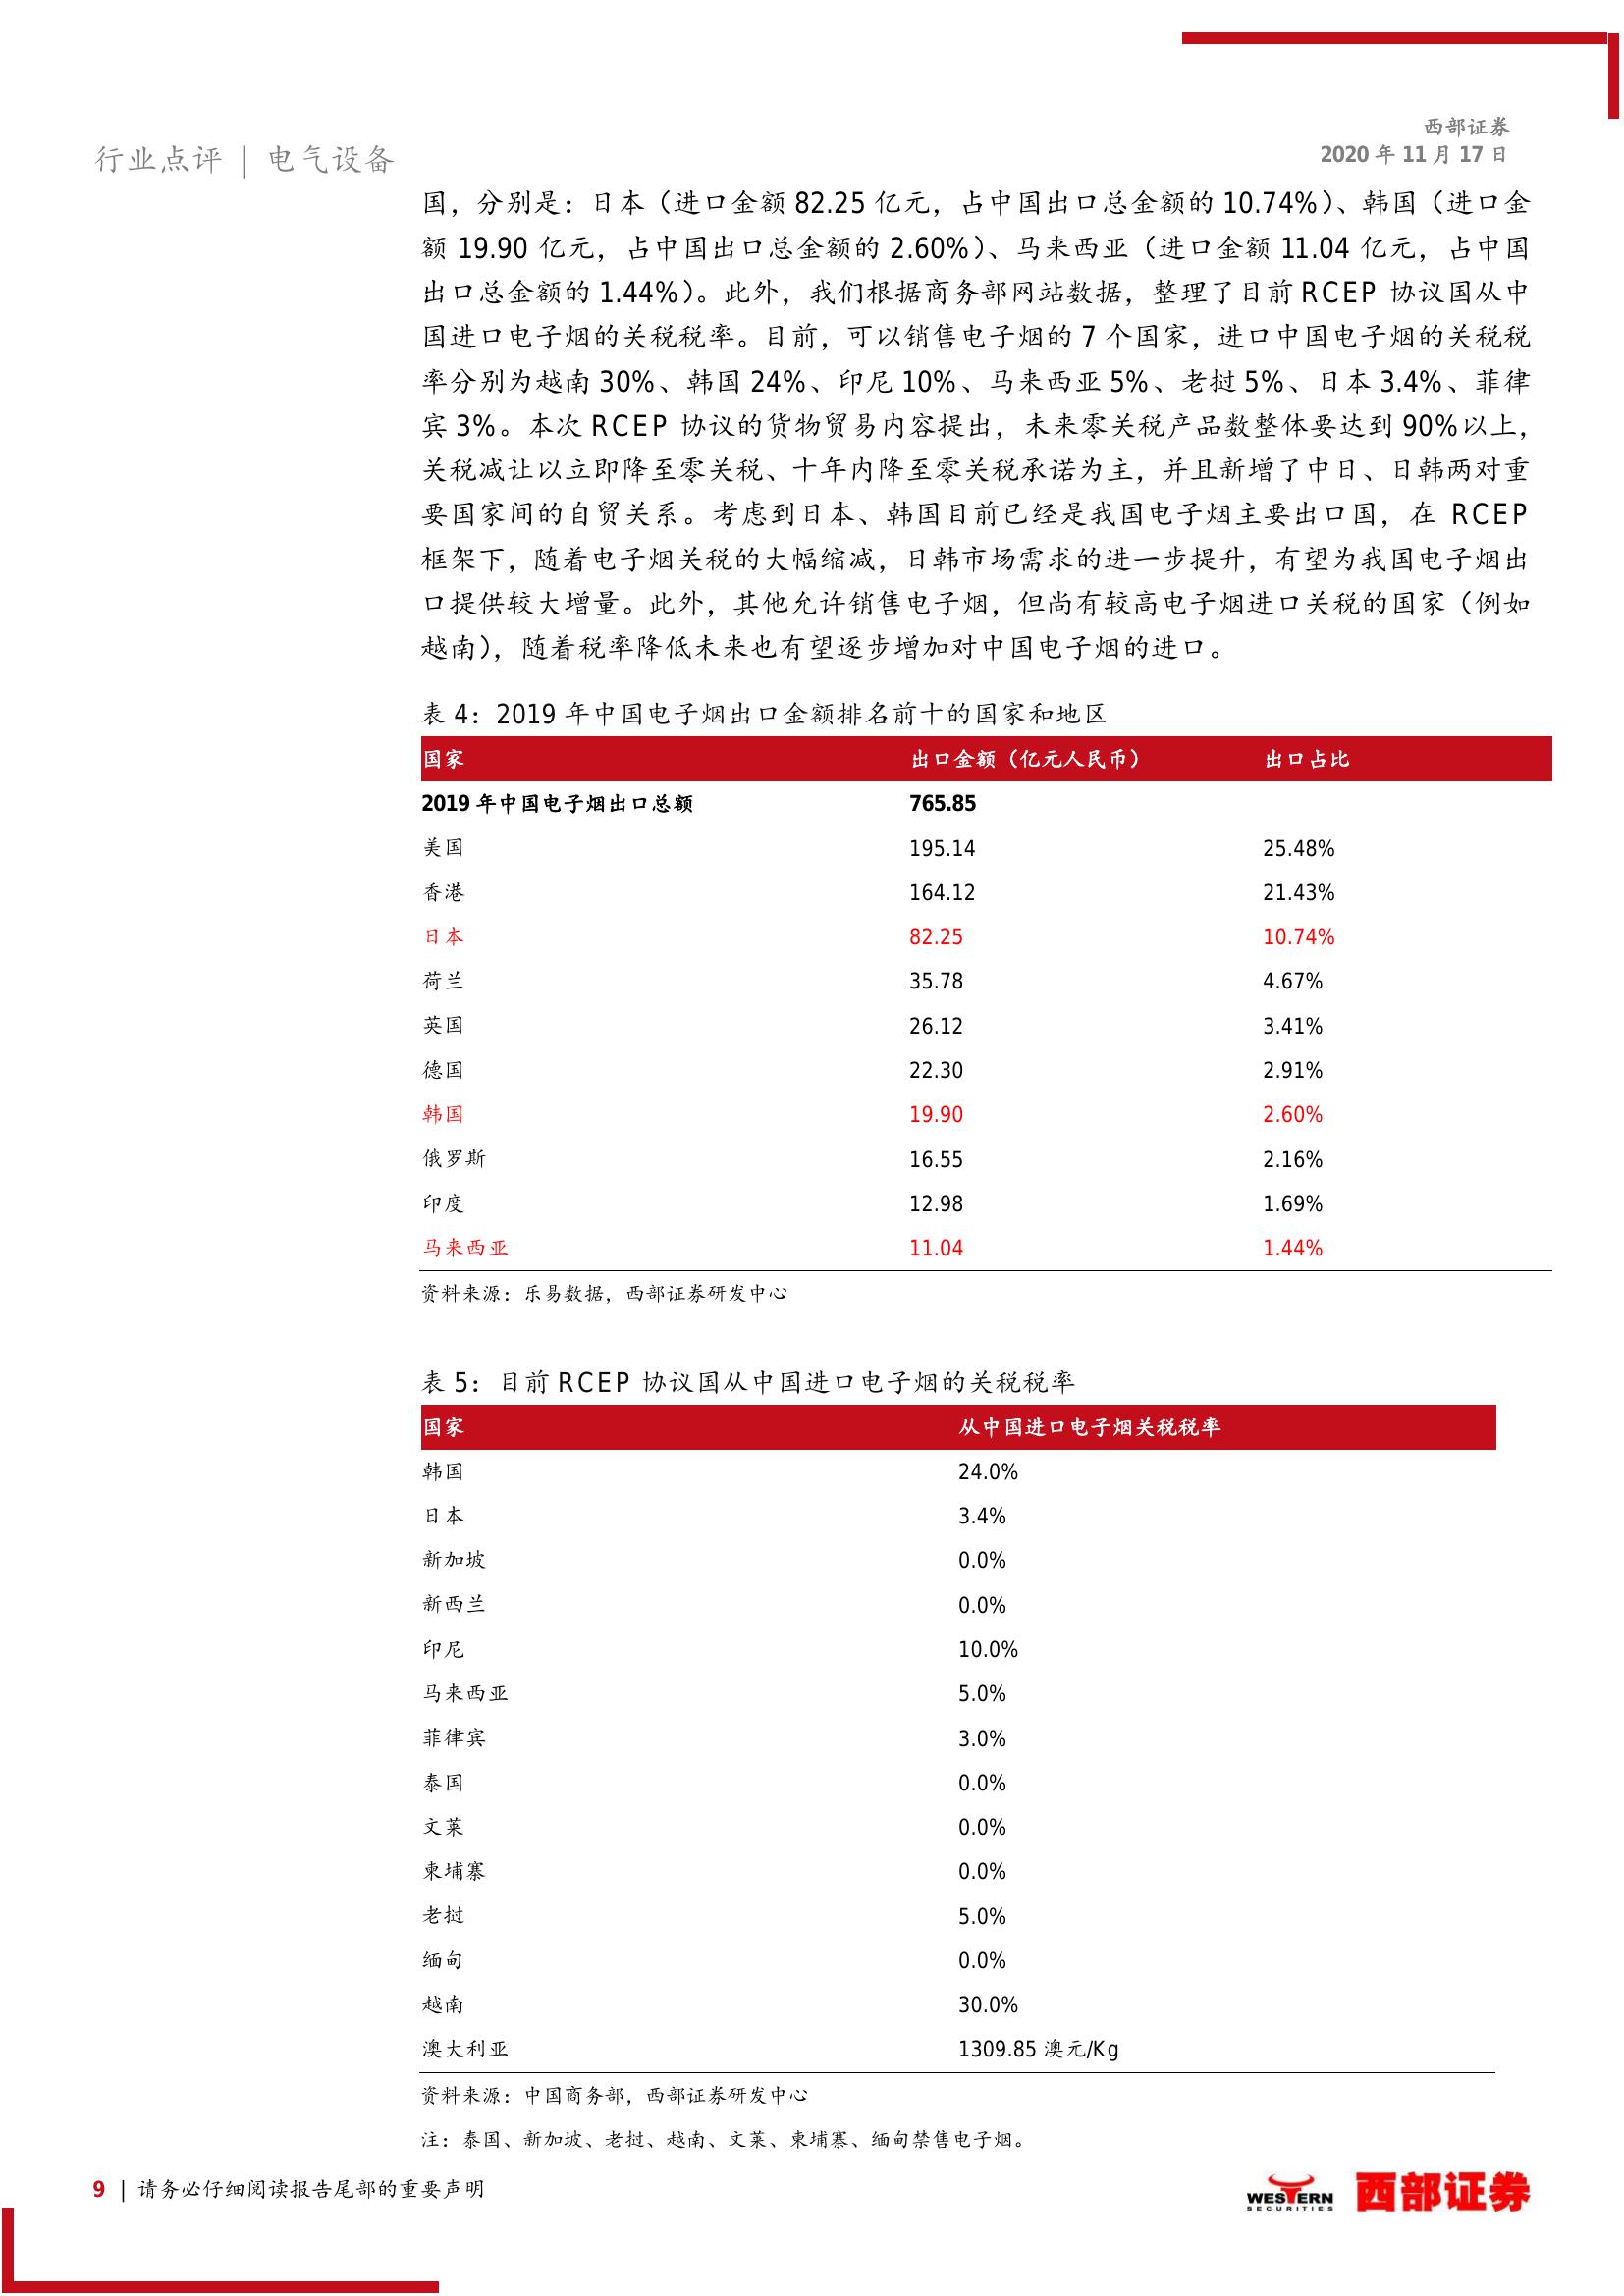 西部证券
2020 年 11 月 17 日
行业点评 | 电气设备
国，分别是：日本（进口金额 82.25 亿元，占中国出口总金额的 10.74%）、韩国（进口金
额 19.90 亿元，占中国出口总金额的 2.60%）、马来西亚（进口金额 11.04 亿元，占中国
出口总金额的 1.44%）。此外，我们根据商务部网站数据，整理了目前 RCEP 协议国从中
国进口电子烟的关税税率。目前，可以销售电子烟的 7 个国家，进口中国电子烟的关税税
率分别为越南 30%、韩国 24%、印尼 10%、马来西亚 5%、老挝 5%、日本 3.4%、菲律
宾 3%。本次 RCEP 协议的货物贸易内容提出，未来零关税产品数整体要达到 90%以上，
关税减让以立即降至零关税、十年内降至零关税承诺为主，并且新增了中日、日韩两对重
要国家间的自贸关系。考虑到日本、韩国目前已经是我国电子烟主要出口国，在 RCEP
框架下，随着电子烟关税的大幅缩减，日韩市场需求的进一步提升，有望为我国电子烟出
口提供较大增量。此外，其他允许销售电子烟，但尚有较高电子烟进口关税的国家（例如
越南），随着税率降低未来也有望逐步增加对中国电子烟的进口。
表 4：2019 年中国电子烟出口金额排名前十的国家和地区
国家 出口金额（亿元人民币） 出口占比
2019 年中国电子烟出口总额 765.85
美国 195.14 25.48%
香港 164.12 21.43%
日本 82.25 10.74%
荷兰 35.78 4.67%
英国 26.12 3.41%
德国 22.30 2.91%
韩国 19.90 2.60%
俄罗斯 16.55 2.16%
印度 12.98 1.69%
马来西亚 11.04 1.44%
资料来源：乐易数据，西部证券研发中心
表 5：目前 RCEP 协议国从中国进口电子烟的关税税率
国家 从中国进口电子烟关税税率
韩国 24.0%
日本 3.4%
新加坡 0.0%
新西兰 0.0%
印尼 10.0%
马来西亚 5.0%
菲律宾 3.0%
泰国 0.0%
文莱 0.0%
柬埔寨 0.0%
老挝 5.0%
缅甸 0.0%
越南 30.0%
澳大利亚 1309.85 澳元/Kg
资料来源：中国商务部，西部证券研发中心
注：泰国、新加坡、老挝、越南、文莱、柬埔寨、缅甸禁售电子烟。
9 | 请务必仔细阅读报告尾部的重要声明
WESTERN
SECURITIES
西部证券